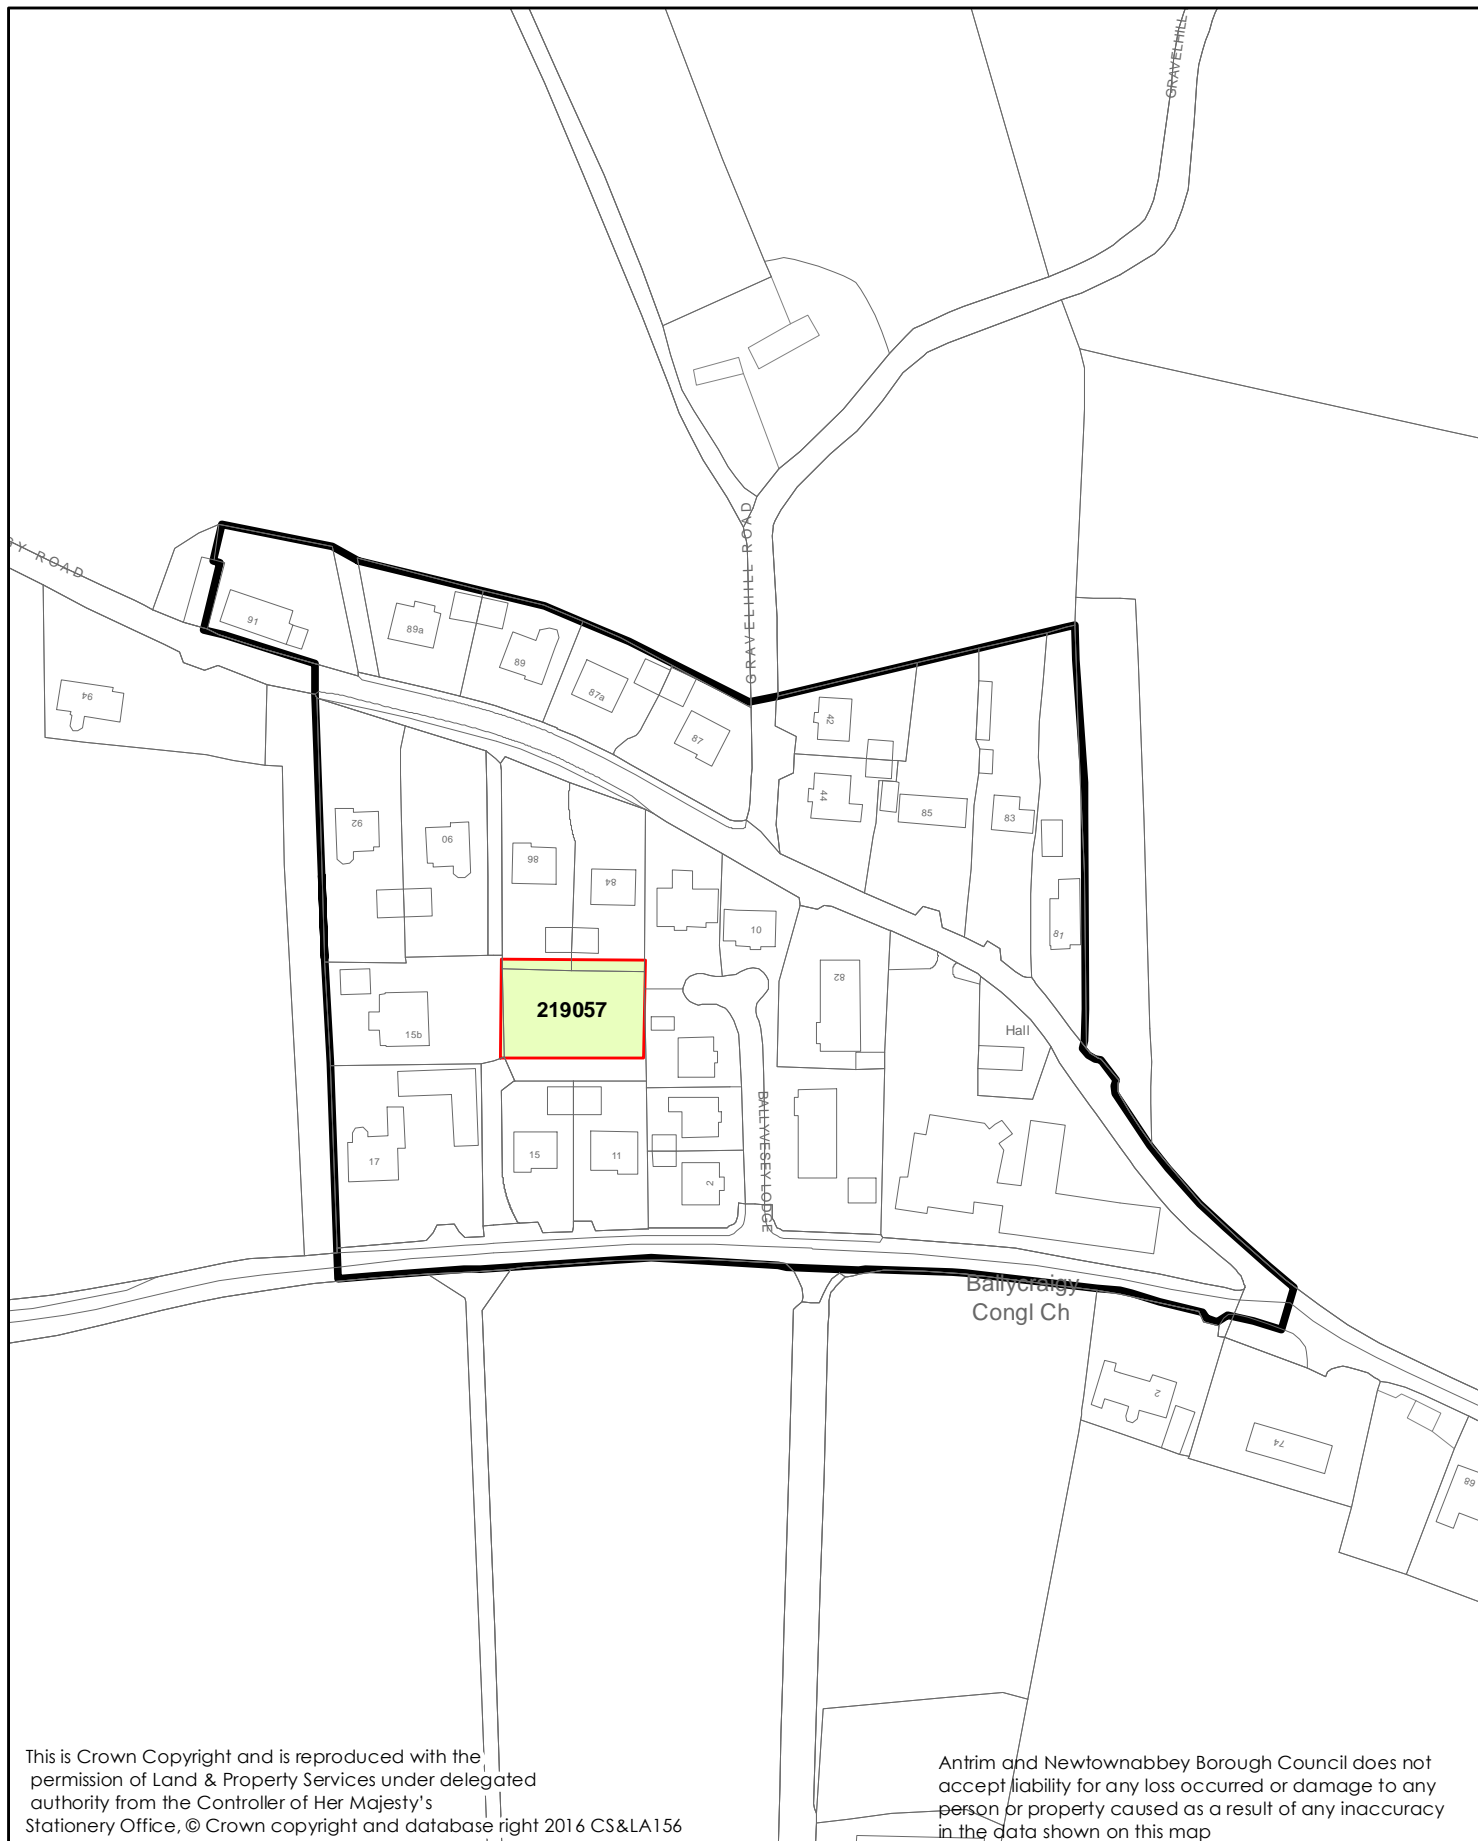 GRAVELHILL
GRAVELHILL ROAD
GY ROAD
91
89a
89
87a
87
94
42
44
85
83
81
92
90
86
84
10
82
219057
15b
Hall
BALLYVESEY LODGE
17
15
11
2
Ballycraigy
Congl Ch
2
74
68
This is Crown Copyright and is reproduced with the
permission of Land & Property Services under delegated
authority from the Controller of Her Majesty's
Stationery Office, © Crown copyright and database right 2016 CS&LA156
Antrim and Newtownabbey Borough Council does not
accept liability for any loss occurred or damage to any
person or property caused as a result of any inaccuracy
in the data shown on this map